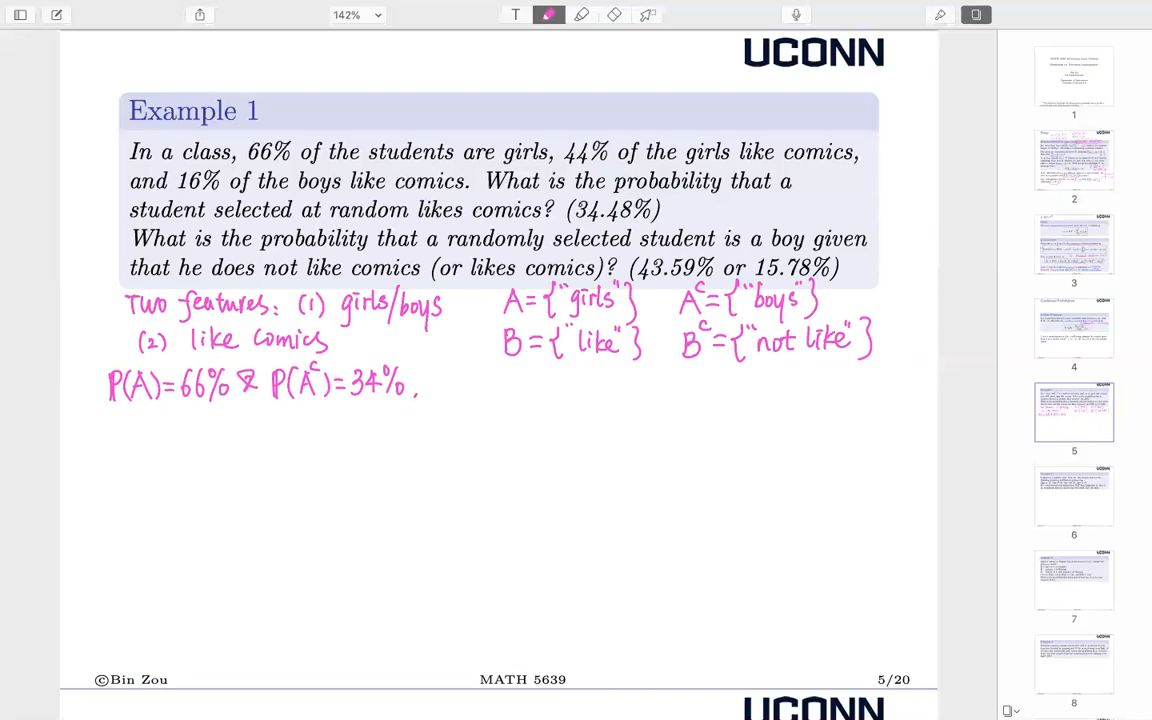 142%
T
UCONN
Example 1
In a class, 66% of the students are girls, 44% of the girls like comics,
and 16% of the boys like comics. What is the probability that a
student selected at random likes comics? (34.48%)
What is the probability that a randomly selected student is a boy given
that he does not like comics (or likes comics)? (43.59% or 15.78%)
Two features: (1) girls/boys A={"girls"} Aᶜ={"boys"}
(2) like comics B={"like"} Bᶜ={"not like"}
P(A)=66% & P(Aᶜ)=34%,
©Bin Zou MATH 5639 5/20
UCONN
1
2
3
4
5
6
7
8